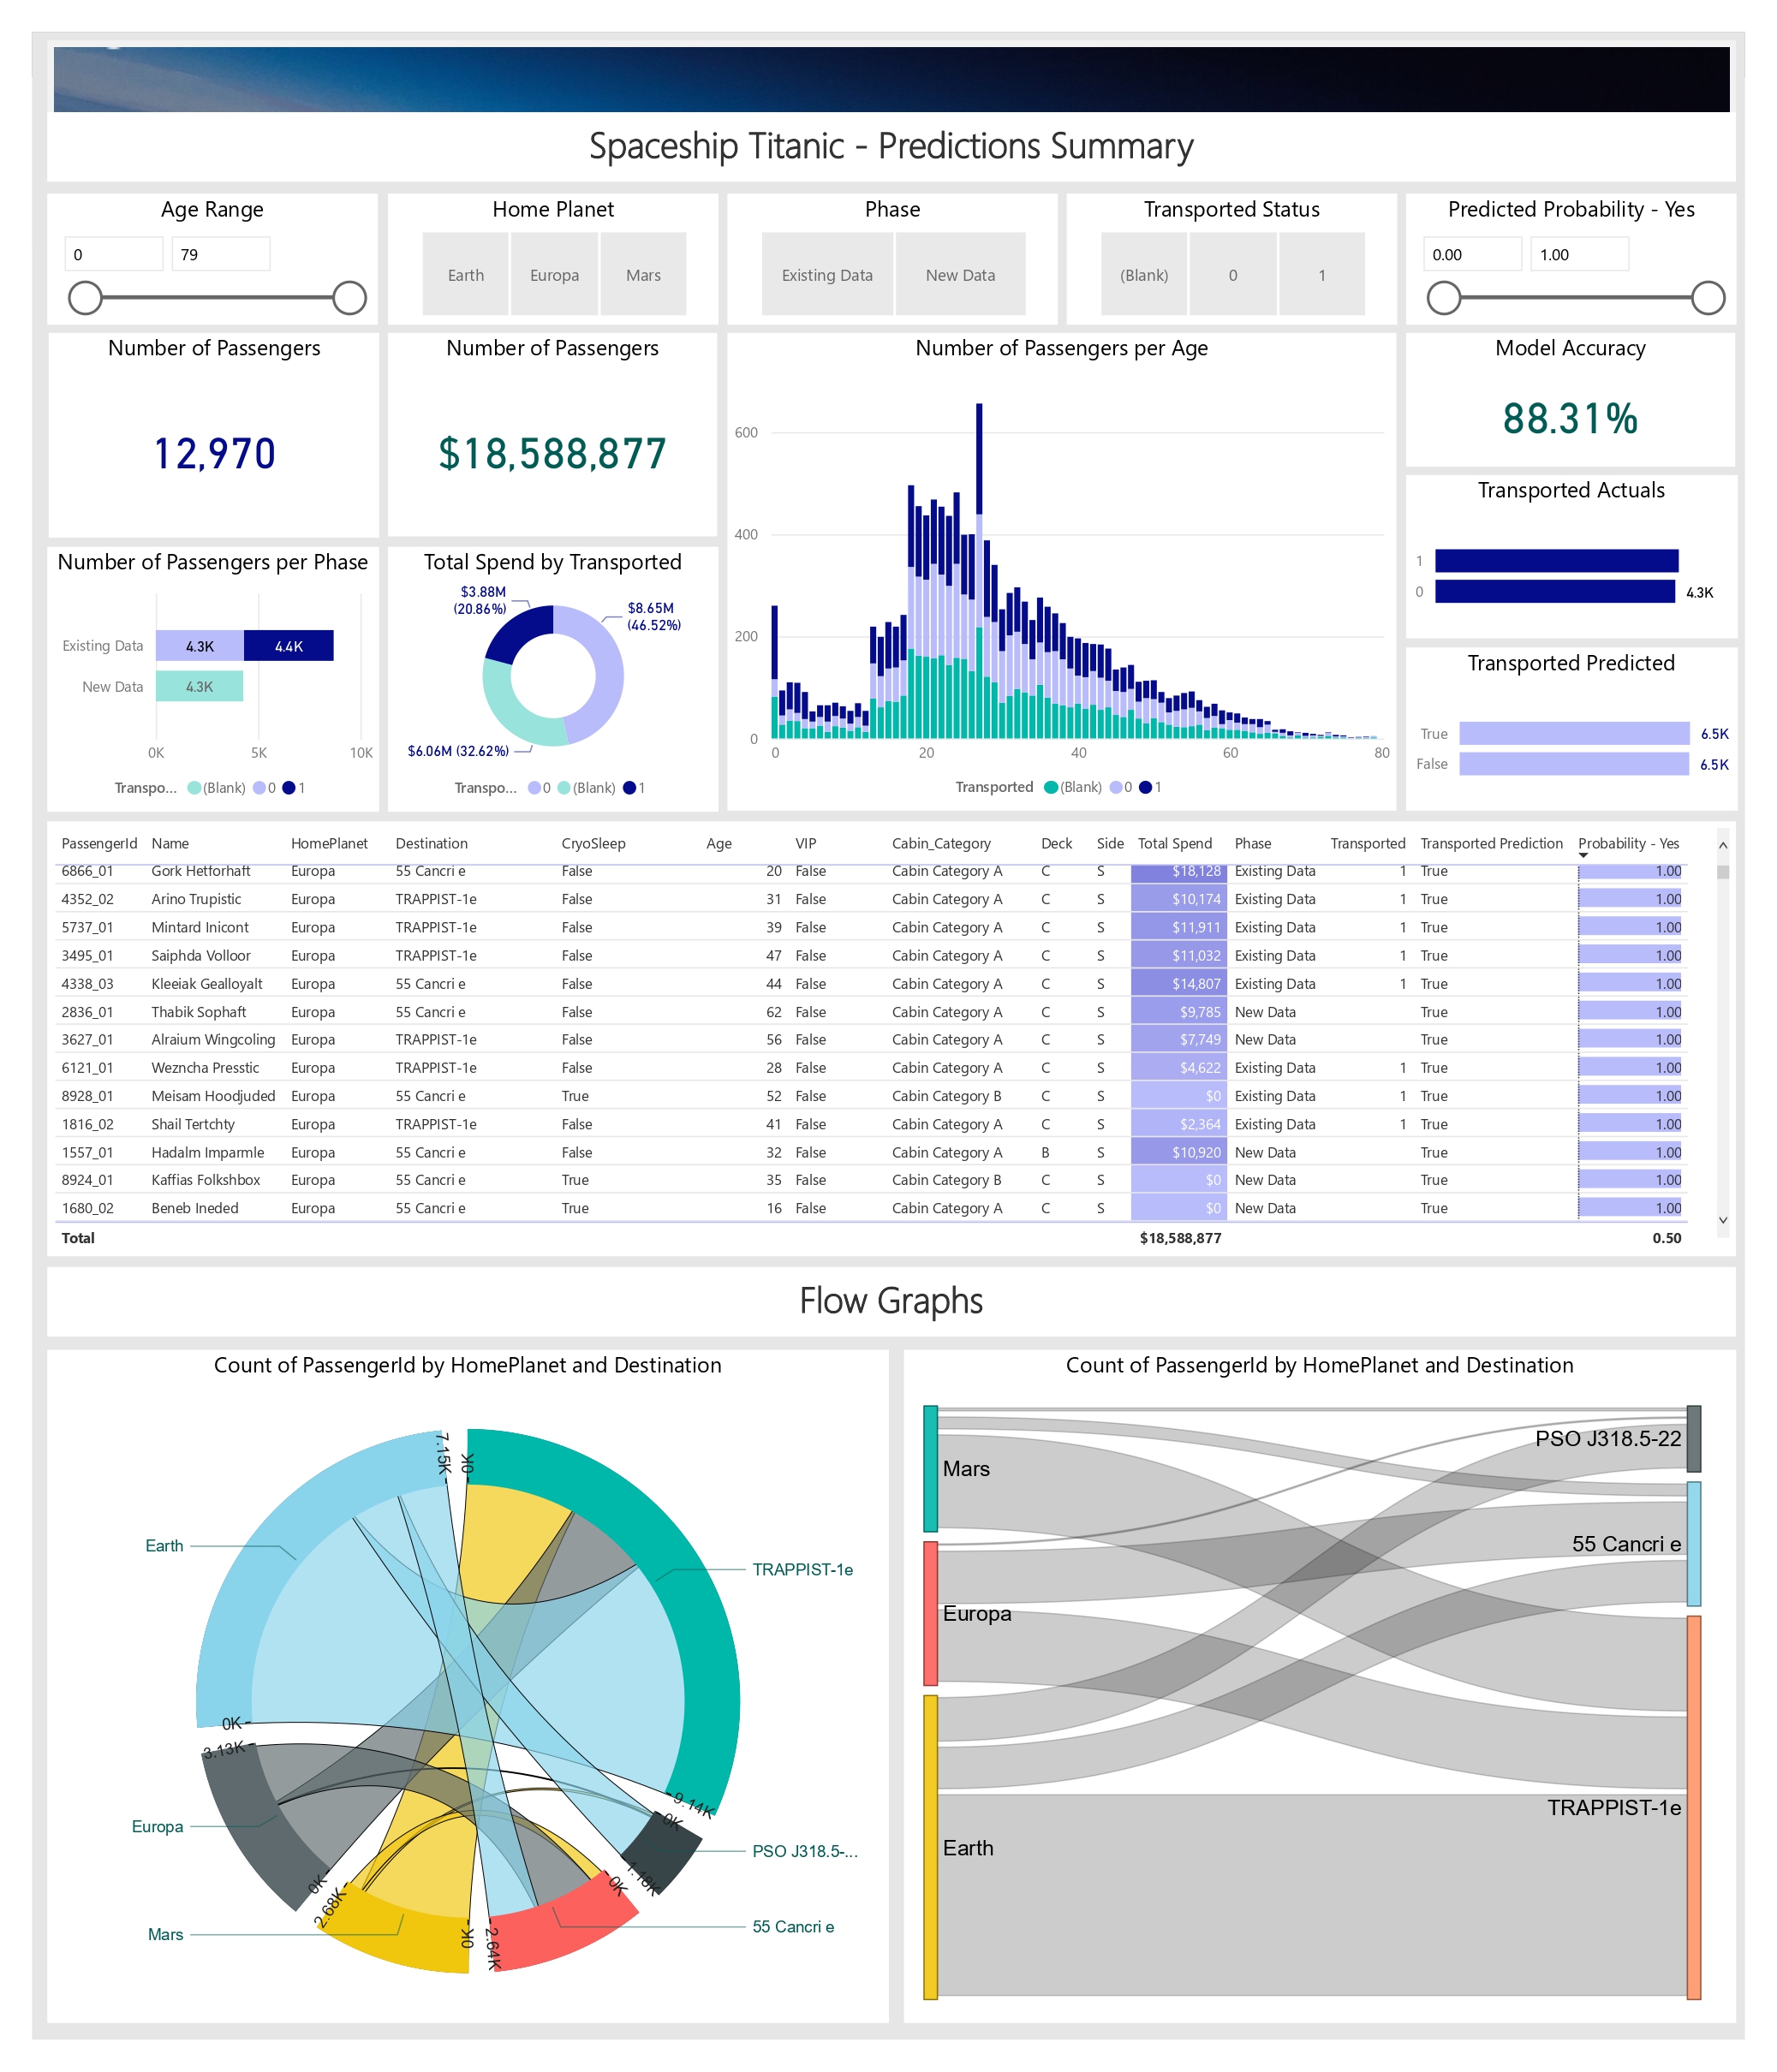 Spaceship Titanic - Predictions Summary
Age Range
0 79
Home Planet
Earth Europa Mars
Phase
Existing Data New Data
Transported Status
(Blank) 0 1
Predicted Probability - Yes
0.00 1.00
Number of Passengers
12,970
Number of Passengers
$18,588,877
Number of Passengers per Age
600
400
200
0
0 20 40 60 80
Transported (Blank) 0 1
Model Accuracy
88.31%
Transported Actuals
1
0 4.3K
Transported Predicted
True 6.5K
False 6.5K
Number of Passengers per Phase
Existing Data 4.3K 4.4K
New Data 4.3K
0K 5K 10K
Transpo... (Blank) 0 1
Total Spend by Transported
$3.88M
(20.86%)
$8.65M
(46.52%)
$6.06M (32.62%)
Transpo... 0 (Blank) 1
PassengerId Name HomePlanet Destination CryoSleep Age VIP Cabin_Category Deck Side Total Spend Phase Transported Transported Prediction Probability - Yes
6866_01 Gork Hetforhaft Europa 55 Cancri e False 20 False Cabin Category A C S $18,128 Existing Data 1 True 1.00
4352_02 Arino Trupistic Europa TRAPPIST-1e False 31 False Cabin Category A C S $10,174 Existing Data 1 True 1.00
5737_01 Mintard Inicont Europa TRAPPIST-1e False 39 False Cabin Category A C S $11,911 Existing Data 1 True 1.00
3495_01 Saiphda Volloor Europa TRAPPIST-1e False 47 False Cabin Category A C S $11,032 Existing Data 1 True 1.00
4338_03 Kleeiak Gealloyalt Europa 55 Cancri e False 44 False Cabin Category A C S $14,807 Existing Data 1 True 1.00
2836_01 Thabik Sophaft Europa 55 Cancri e False 62 False Cabin Category A C S $9,785 New Data True 1.00
3627_01 Alraium Wingcoling Europa TRAPPIST-1e False 56 False Cabin Category A C S $7,749 New Data True 1.00
6121_01 Wezncha Presstic Europa TRAPPIST-1e False 28 False Cabin Category A C S $4,622 Existing Data 1 True 1.00
8928_01 Meisam Hoodjuded Europa 55 Cancri e True 52 False Cabin Category B C S $0 Existing Data 1 True 1.00
1816_02 Shail Tertchty Europa TRAPPIST-1e False 41 False Cabin Category A C S $2,364 Existing Data 1 True 1.00
1557_01 Hadalm Imparmle Europa 55 Cancri e False 32 False Cabin Category A B S $10,920 New Data True 1.00
8924_01 Kaffias Folkshbox Europa 55 Cancri e True 35 False Cabin Category B C S $0 New Data True 1.00
1680_02 Beneb Ineded Europa 55 Cancri e True 16 False Cabin Category A C S $0 New Data True 1.00
Total $18,588,877 0.50
Flow Graphs
Count of PassengerId by HomePlanet and Destination
7.15K
0K
Earth
TRAPPIST-1e
0K
3.13K
9.14K
0K
Europa
PSO J318.5-...
0K
2.68K
1.18K
0K
Mars
0K
2.64K
55 Cancri e
Count of PassengerId by HomePlanet and Destination
PSO J318.5-22
Mars
55 Cancri e
Europa
TRAPPIST-1e
Earth